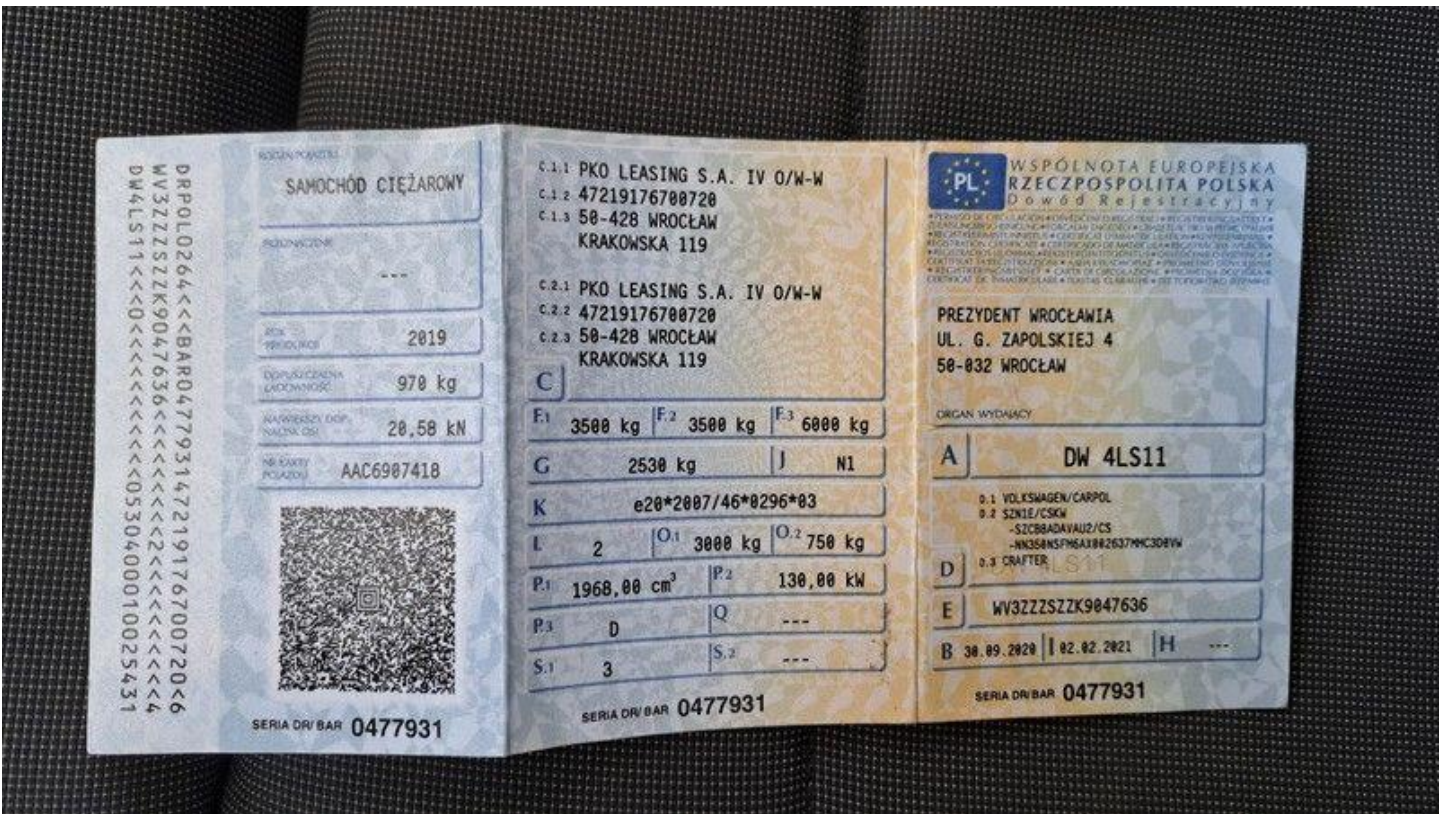 DRPOL0264<<BAR047793147219176700720<6
WV3ZZZSZZK9047636<<<<<<2<<<<<<<<<<<4
DW4LS11<<<0<<<<<<<<<0530400010025431
RODZAJ POJAZDU
SAMOCHÓD CIĘŻAROWY
PRZEZNACZENIE
---
ROK PRODUKCJI 2019
DOPUSZCZALNA ŁADOWNOŚĆ 970 kg
NAJWIĘKSZY DOP. NACISK OSI 20,58 kN
NR KARTY POJAZDU AAC6907418
SERIA DR/BAR 0477931
C.1.1 PKO LEASING S.A. IV O/W-W
C.1.2 47219176700720
C.1.3 50-428 WROCŁAW
KRAKOWSKA 119
C.2.1 PKO LEASING S.A. IV O/W-W
C.2.2 47219176700720
C.2.3 50-428 WROCŁAW
KRAKOWSKA 119
C
F.1 3500 kg F.2 3500 kg F.3 6000 kg
G 2530 kg J N1
K e20*2007/46*0296*03
L 2 O.1 3000 kg O.2 750 kg
P.1 1968,00 cm³ P.2 130,00 kW
P.3 D Q ---
S.1 3 S.2 ---
SERIA DR/BAR 0477931
PL
WSPÓLNOTA EUROPEJSKA
RZECZPOSPOLITA POLSKA
Dowód Rejestracyjny
PREZYDENT WROCŁAWIA
UL. G. ZAPOLSKIEJ 4
50-032 WROCŁAW
ORGAN WYDAJĄCY
A DW 4LS11
D.1 VOLKSWAGEN/CARPOL
D.2 SZN1E/CSKW
-SZCBBADAVAU2/CS
-NN350NSFM6AX002637MMC3D0VW
D D.3 CRAFTER
E WV3ZZZSZZK9047636
B 30.09.2020 I 02.02.2021 H ---
SERIA DR/BAR 0477931